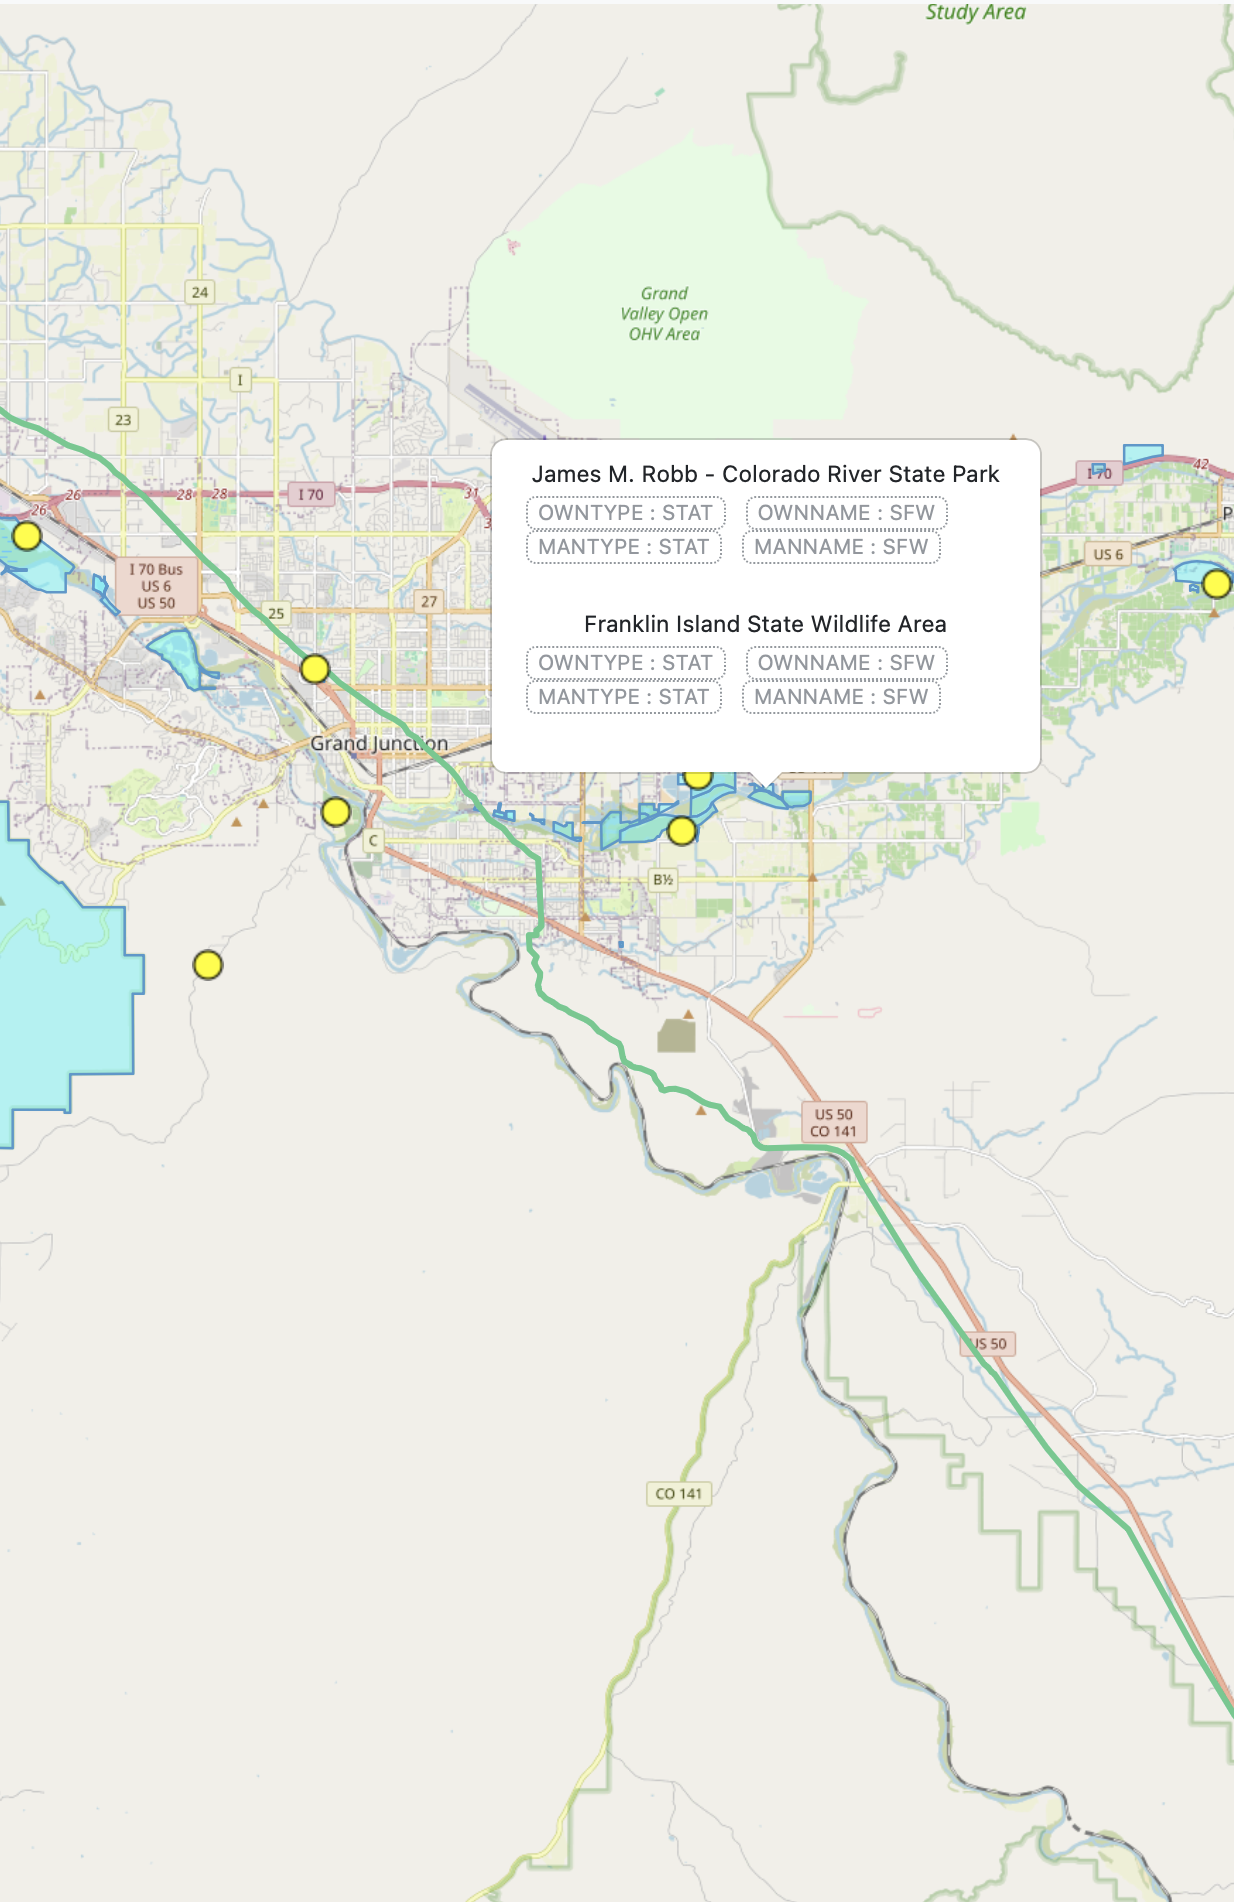 Study Area
24
Grand
Valley Open
OHV Area
I
23
I 70
42
26
28
28
I 70
31
26
3
James M. Robb - Colorado River State Park
OWNTYPE : STAT
OWNNAME : SFW
MANTYPE : STAT
MANNAME : SFW
P
US 6
I 70 Bus
US 6
US 50
25
27
Franklin Island State Wildlife Area
OWNTYPE : STAT
OWNNAME : SFW
MANTYPE : STAT
MANNAME : SFW
Grand Junction
C
B½
US 50
CO 141
US 50
CO 141